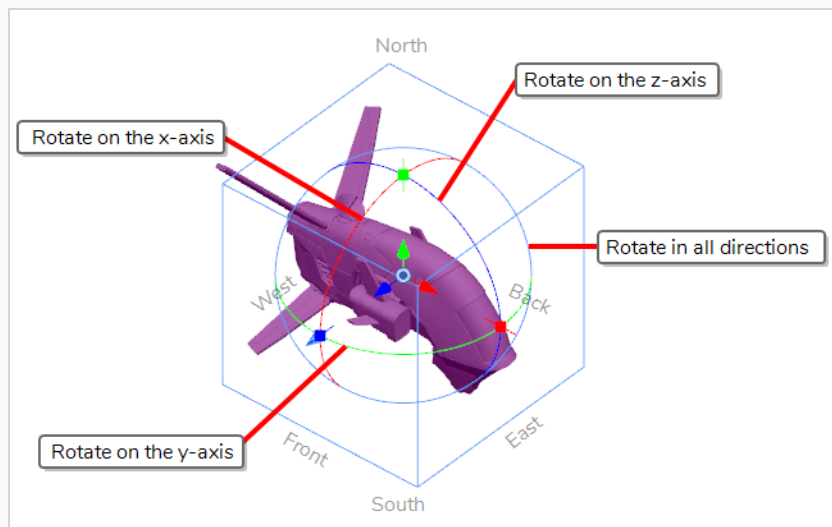 North
Rotate on the z-axis
Rotate on the x-axis
Rotate in all directions
West
Back
Rotate on the y-axis
Front
East
South